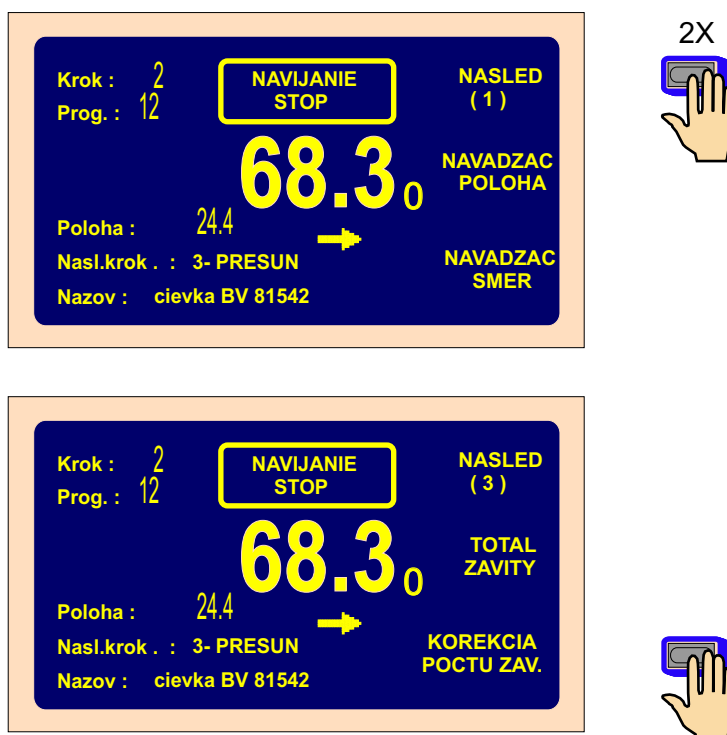 2X
Krok : 2
Prog. : 12
NAVIJANIE
STOP
NASLED
( 1 )
68.3 0
NAVADZAC
POLOHA
Poloha : 24.4
Nasl.krok . : 3- PRESUN
NAVADZAC
SMER
Nazov : cievka BV 81542
Krok : 2
Prog. : 12
NAVIJANIE
STOP
NASLED
( 3 )
68.3 0
TOTAL
ZAVITY
Poloha : 24.4
Nasl.krok . : 3- PRESUN
KOREKCIA
POCTU ZAV.
Nazov : cievka BV 81542